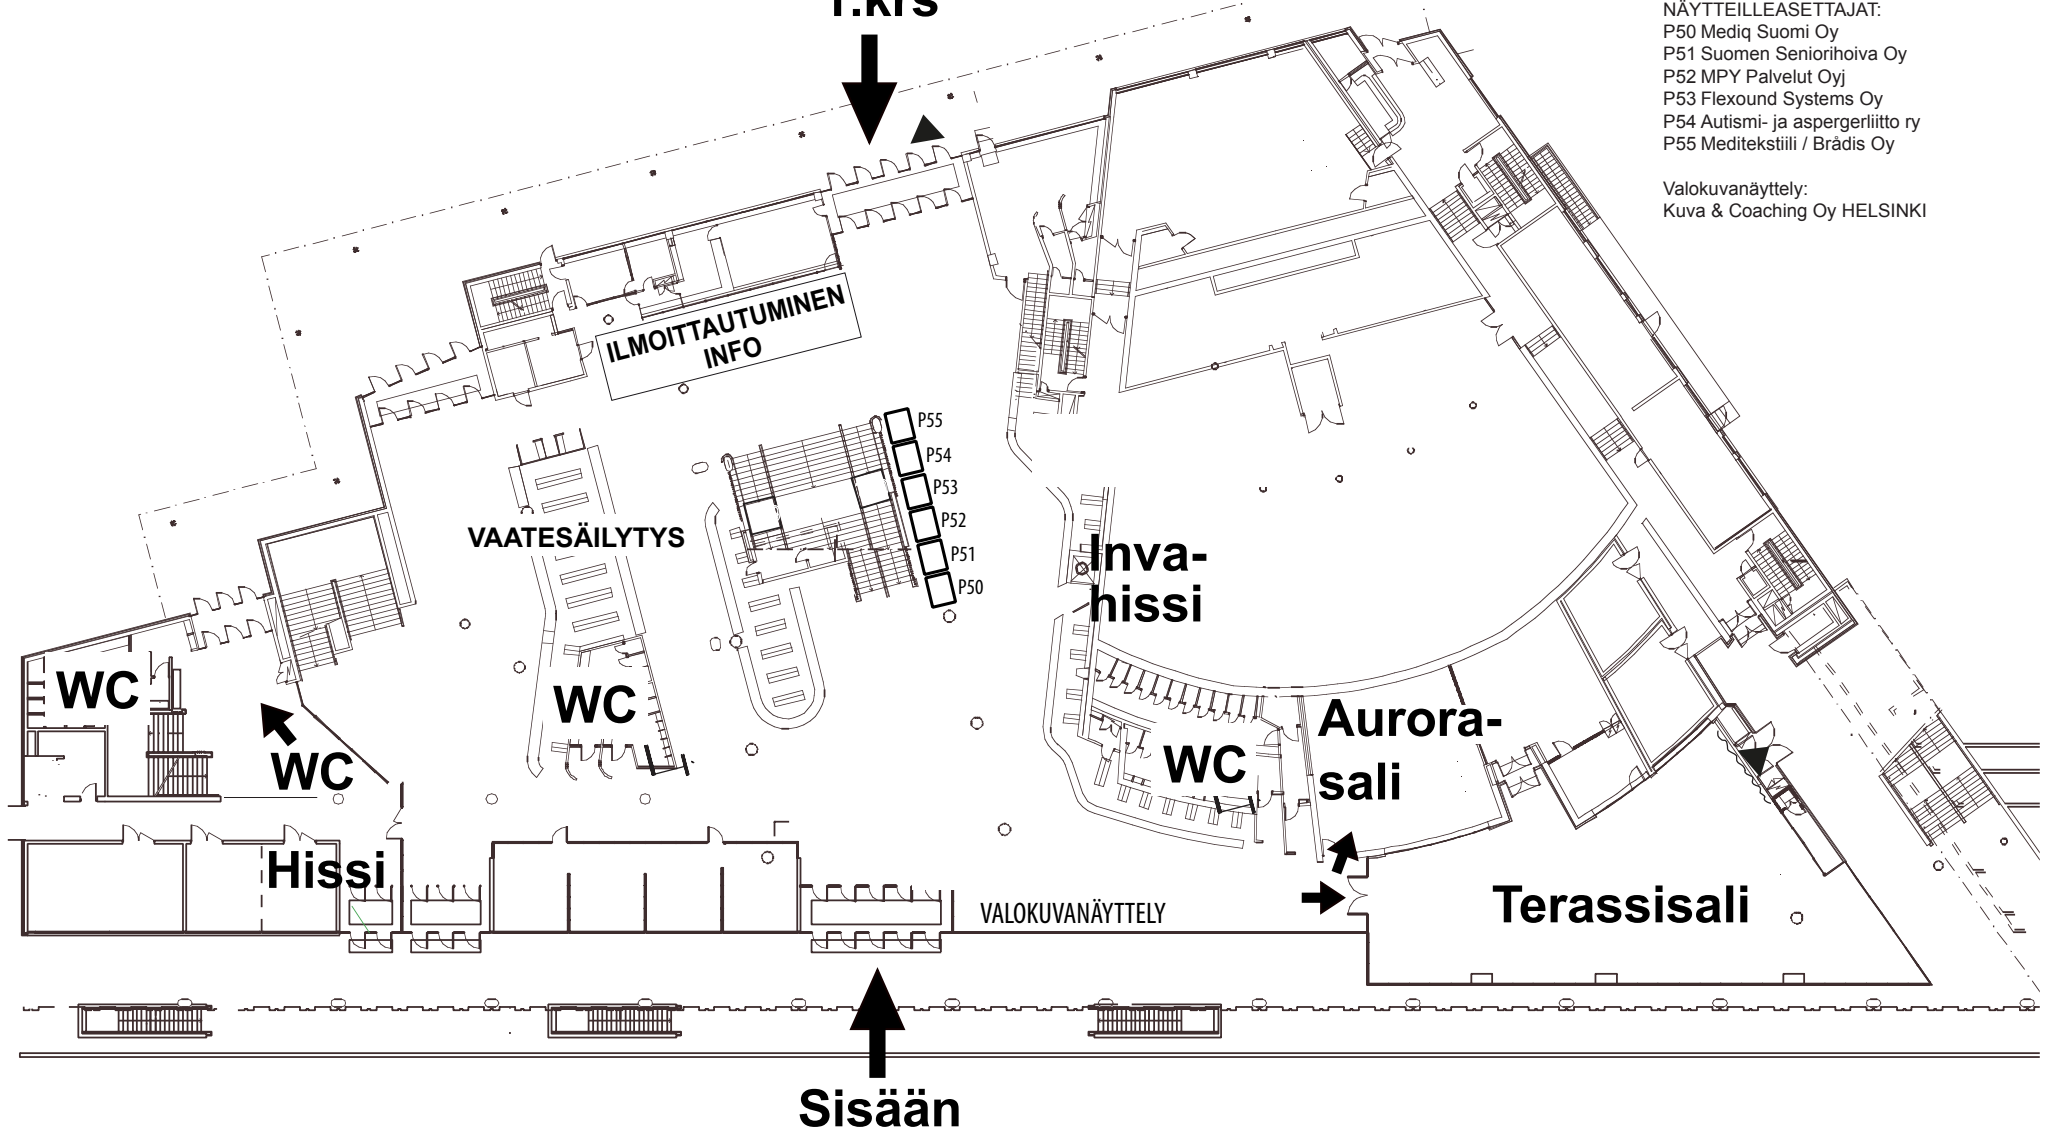 1.krs
NÄYTTEILLEASETTAJAT:
P50 Mediq Suomi Oy
P51 Suomen Seniorihoiva Oy
P52 MPY Palvelut Oyj
P53 Flexound Systems Oy
P54 Autismi- ja aspergerliitto ry
P55 Meditekstiili / Brådis Oy
Valokuvanäyttely:
Kuva & Coaching Oy HELSINKI
ILMOITTAUTUMINEN
INFO
P55
P54
P53
P52
P51
P50
VAATESÄILYTYS
Inva-
hissi
WC
WC
WC
WC
Aurora-
sali
Hissi
VALOKUVANÄYTTELY
Terassisali
Sisään